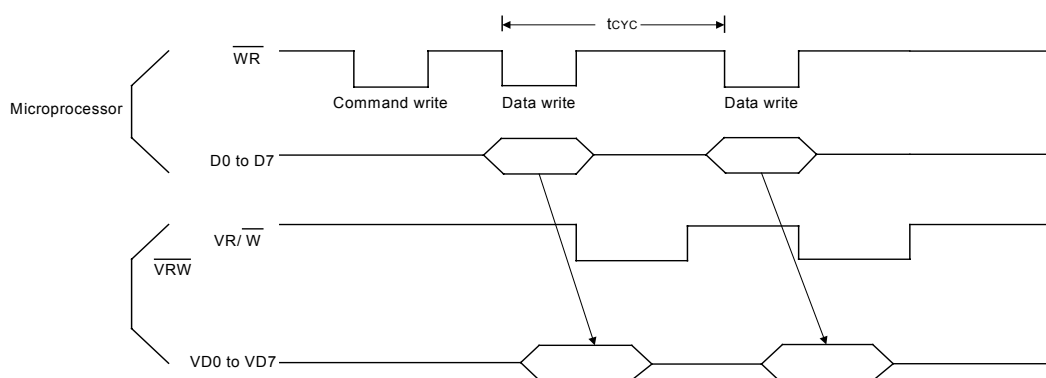 tCYC
WR
Command write
Data write
Data write
Microprocessor
D0 to D7
VR/ W
VRW
VD0 to VD7